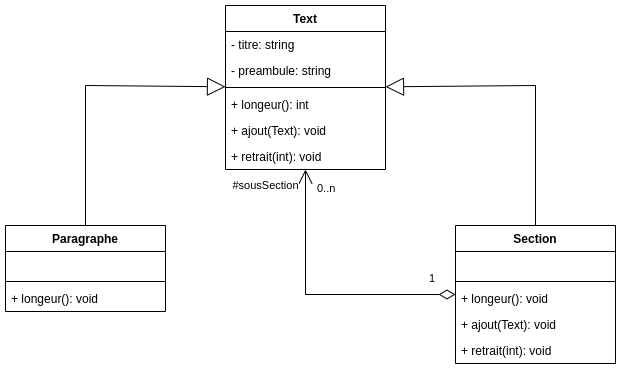 Text
- titre: string
- preambule: string
+ longeur(): int
+ ajout(Text): void
+ retrait(int): void
#sousSection
0..n
Paragraphe
+ longeur(): void
1
Section
+ longeur(): void
+ ajout(Text): void
+ retrait(int): void